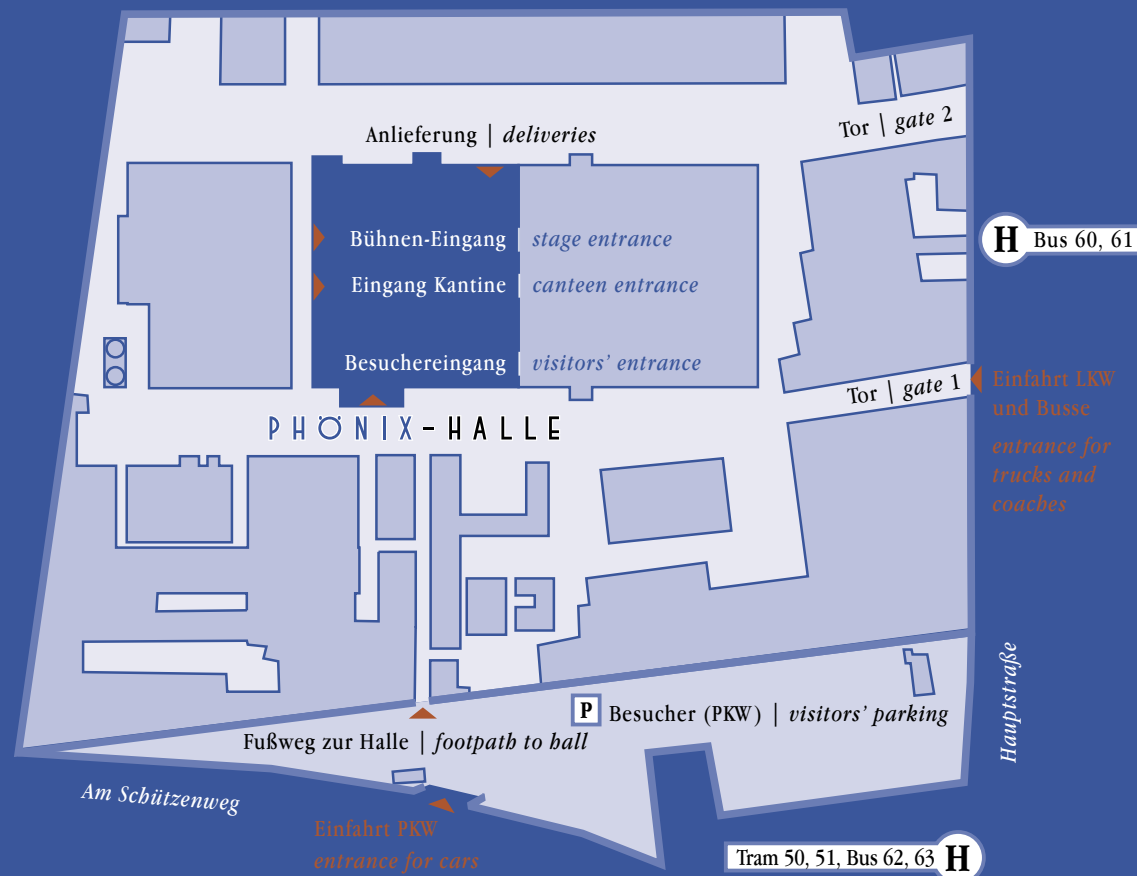 Anlieferung | deliveries
Tor | gate 2
Bühnen-Eingang | stage entrance
H Bus 60, 61
Eingang Kantine | canteen entrance
Besuchereingang | visitors’ entrance
Tor | gate 1
Einfahrt LKW
und Busse
entrance for
trucks and
coaches
PHÖNIX-HALLE
P Besucher (PKW) | visitors’ parking
Hauptstraße
Fußweg zur Halle | footpath to hall
Am Schützenweg
Einfahrt PKW
entrance for cars
Tram 50, 51, Bus 62, 63 H